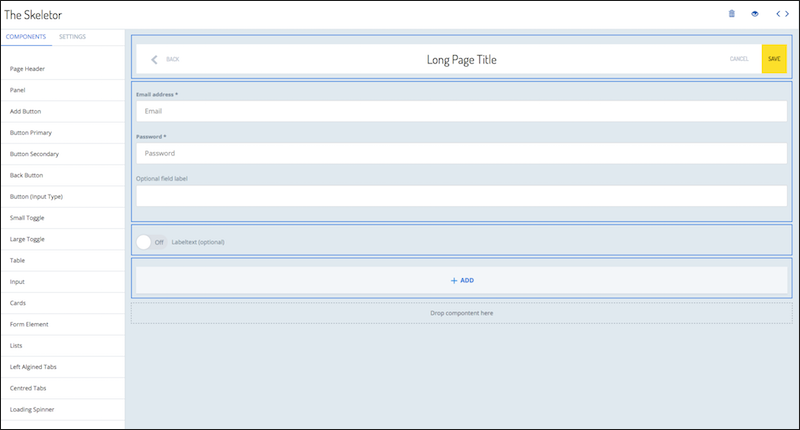 The Skeletor
COMPONENTS SETTINGS
Page Header
Panel
Add Button
Button Primary
Button Secondary
Back Button
Button (Input Type)
Small Toggle
Large Toggle
Table
Input
Cards
Form Element
Lists
Left Algined Tabs
Centred Tabs
Loading Spinner
BACK Long Page Title CANCEL SAVE
Email address *
Email
Password *
Password
Optional field label
Off Labeltext (optional)
+ ADD
Drop compontent here